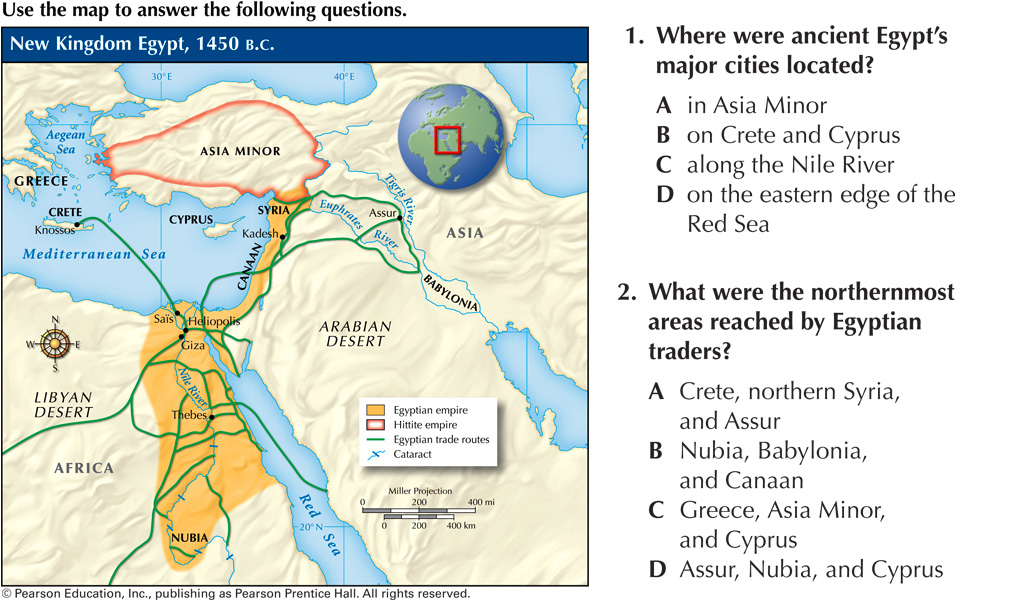 Use the map to answer the following questions.
New Kingdom Egypt, 1450 B.C.
30°E
40°E
Aegean
Sea
ASIA MINOR
GREECE
CRETE
Knossos
CYPRUS
SYRIA
Kadesh
CANAAN
Euphrates
River
Tigris River
Assur
ASIA
Mediterranean Sea
BABYLONIA
Saïs
Heliopolis
Giza
ARABIAN
DESERT
N
W
E
S
LIBYAN
DESERT
Nile River
Thebes
AFRICA
NUBIA
Red Sea
20°N
Egyptian empire
Hittite empire
Egyptian trade routes
Cataract
Miller Projection
0 200 400 mi
0 200 400 km
© Pearson Education, Inc., publishing as Pearson Prentice Hall. All rights reserved.
1. Where were ancient Egypt's
major cities located?
A in Asia Minor
B on Crete and Cyprus
C along the Nile River
D on the eastern edge of the
Red Sea
2. What were the northernmost
areas reached by Egyptian
traders?
A Crete, northern Syria,
and Assur
B Nubia, Babylonia,
and Canaan
C Greece, Asia Minor,
and Cyprus
D Assur, Nubia, and Cyprus